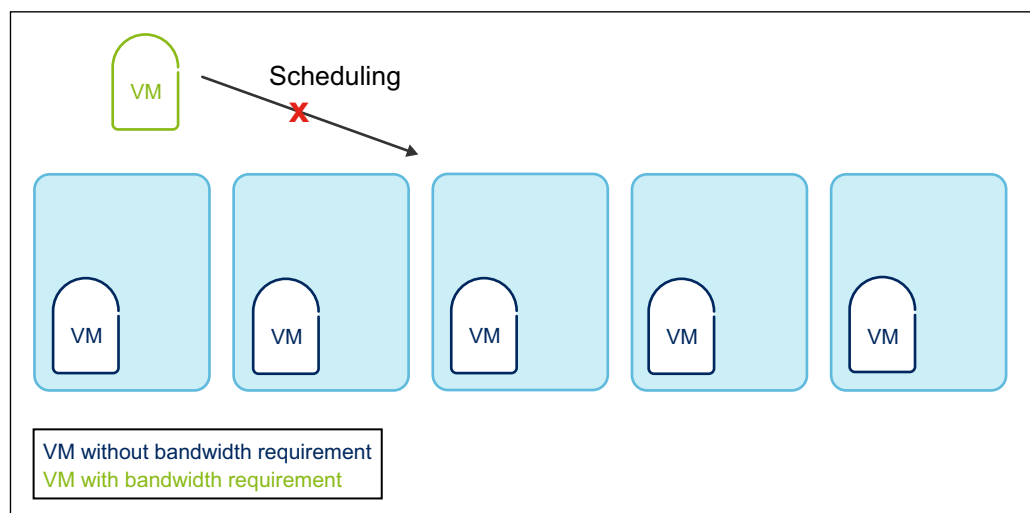 Scheduling
VM
X
VM
VM
VM
VM
VM
VM without bandwidth requirement
VM with bandwidth requirement